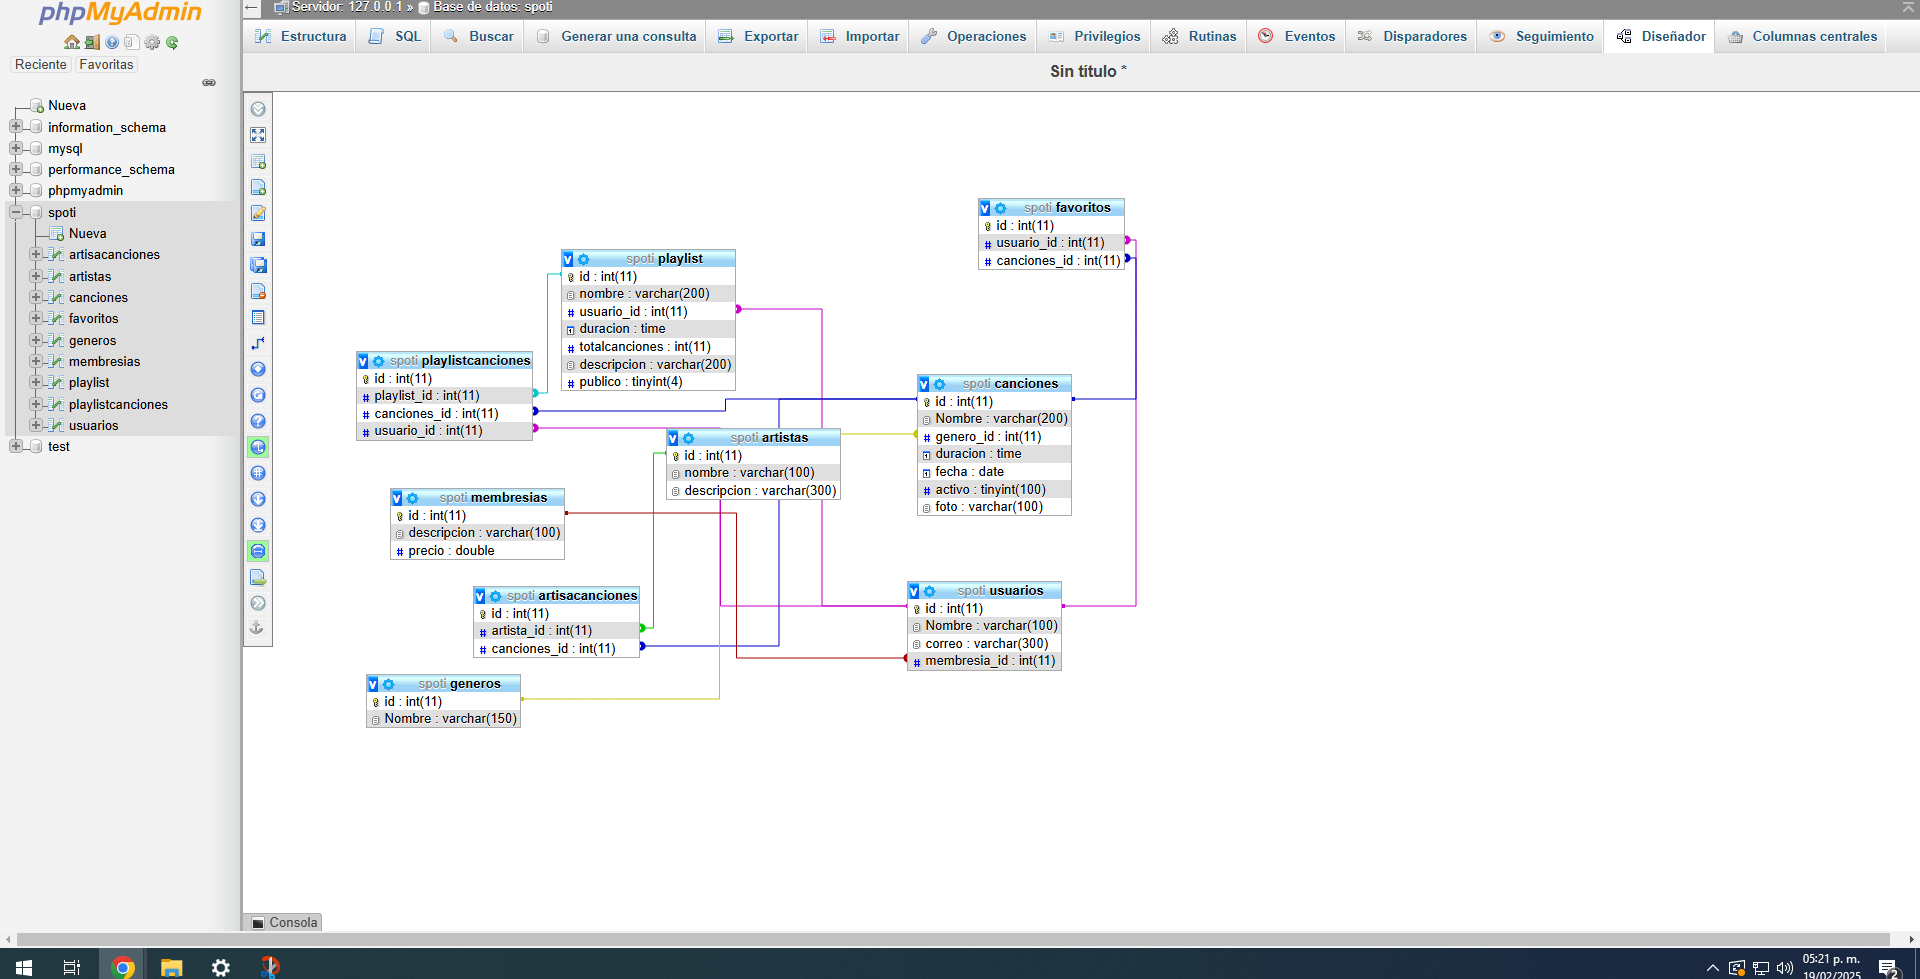 phpMyAdmin
Reciente Favoritas
Nueva
information_schema
mysql
performance_schema
phpmyadmin
spoti
Nueva
artisacanciones
artistas
canciones
favoritos
generos
membresias
playlist
playlistcanciones
usuarios
test
Servidor: 127.0.0.1 » Base de datos: spoti
Estructura SQL Buscar Generar una consulta Exportar Importar Operaciones Privilegios Rutinas Eventos Disparadores Seguimiento Diseñador Columnas centrales
Sin título *
spoti favoritos
id : int(11)
usuario_id : int(11)
canciones_id : int(11)
spoti playlist
id : int(11)
nombre : varchar(200)
usuario_id : int(11)
duracion : time
totalcanciones : int(11)
descripcion : varchar(200)
publico : tinyint(4)
spoti playlistcanciones
id : int(11)
playlist_id : int(11)
canciones_id : int(11)
usuario_id : int(11)
spoti canciones
id : int(11)
Nombre : varchar(200)
genero_id : int(11)
duracion : time
fecha : date
activo : tinyint(100)
foto : varchar(100)
spoti artistas
id : int(11)
nombre : varchar(100)
descripcion : varchar(300)
spoti membresias
id : int(11)
descripcion : varchar(100)
precio : double
spoti artisacanciones
id : int(11)
artista_id : int(11)
canciones_id : int(11)
spoti usuarios
id : int(11)
Nombre : varchar(100)
correo : varchar(300)
membresia_id : int(11)
spoti generos
id : int(11)
Nombre : varchar(150)
Consola
05:21 p. m.
19/02/2025
2